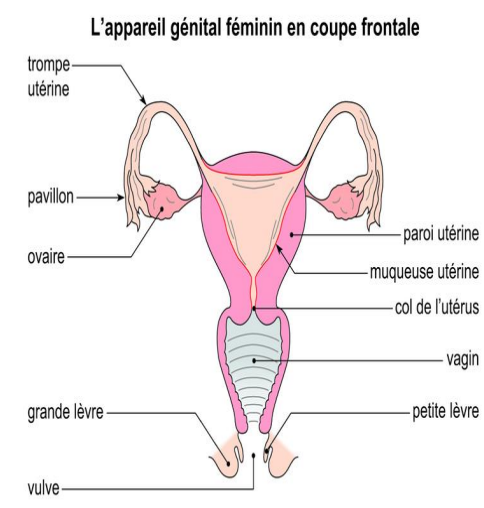 L'appareil génital féminin en coupe frontale
trompe
utérine
pavillon
ovaire
paroi utérine
muqueuse utérine
col de l'utérus
vagin
grande lèvre
petite lèvre
vulve